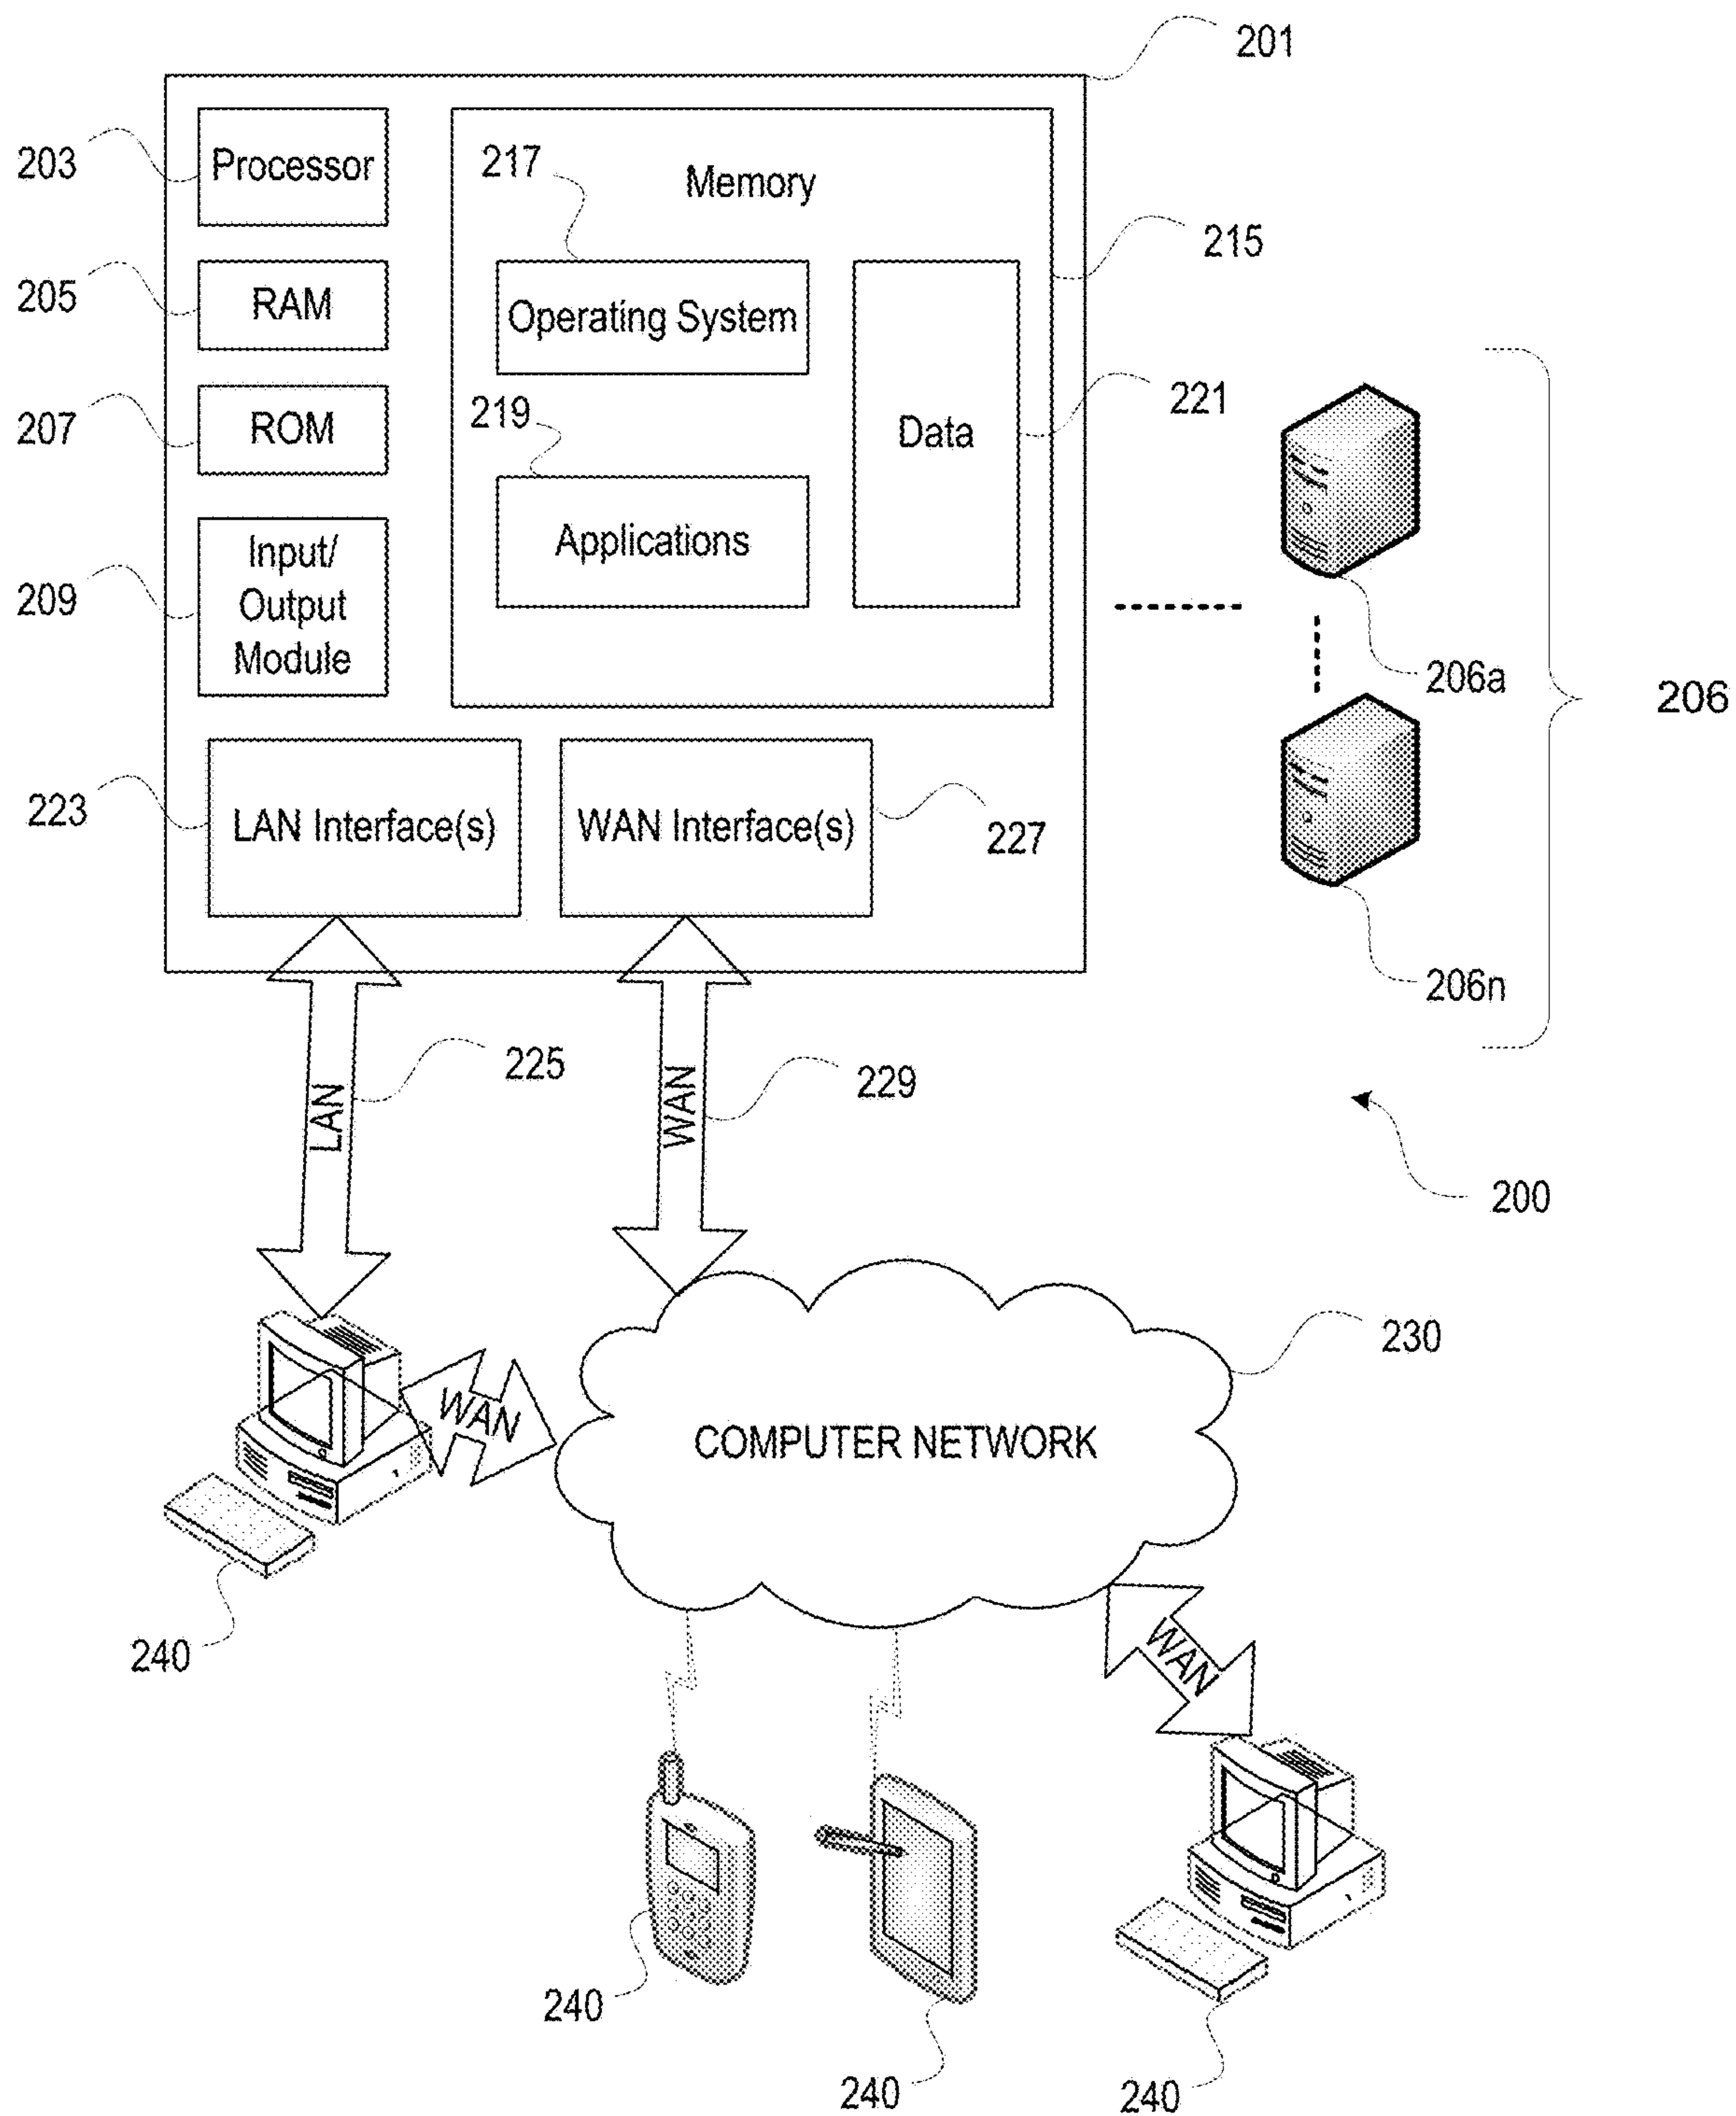 201
203
Processor
217
Memory
215
205
RAM
Operating System
207
ROM
219
221
Data
Applications
209
Input/
Output
Module
206a
206
223
LAN Interface(s)
WAN Interface(s)
227
206n
225
LAN
229
WAN
200
230
WAN
COMPUTER NETWORK
240
WAN
240
240
240